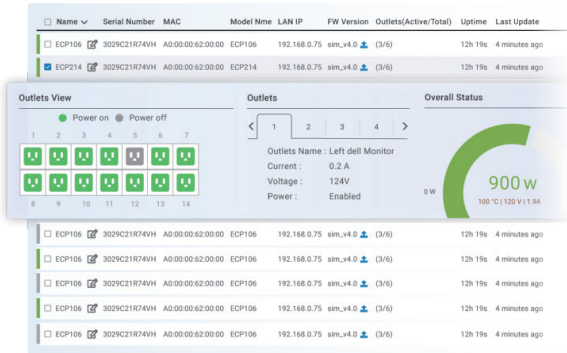 Name Serial Number MAC Model Nme LAN IP FW Version Outlets(Active/Total) Uptime Last Update
ECP106 3029C21R74VH A0:00:00:62:00:00 ECP106 192.168.0.75 sim_v4.0 (3/6) 12h 19s 4 minutes ago
ECP214 3029C21R74VH A0:00:00:62:00:00 ECP214 192.168.0.75 sim_v4.0 (3/6) 12h 19s 4 minutes ago
Outlets View Outlets Overall Status
Power on Power off
1 2 3 4 5 6 7
8 9 10 11 12 13 14
1 2 3 4
Outlets Name : Left dell Monitor
Current : 0.2 A
Voltage : 124V
Power : Enabled
0 W
900 w
100 °C | 120 V | 1.9A
ECP106 3029C21R74VH A0:00:00:62:00:00 ECP106 192.168.0.75 sim_v4.0 (3/6) 12h 19s 4 minutes ago
ECP106 3029C21R74VH A0:00:00:62:00:00 ECP106 192.168.0.75 sim_v4.0 (3/6) 12h 19s 4 minutes ago
ECP106 3029C21R74VH A0:00:00:62:00:00 ECP106 192.168.0.75 sim_v4.0 (3/6) 12h 19s 4 minutes ago
ECP106 3029C21R74VH A0:00:00:62:00:00 ECP106 192.168.0.75 sim_v4.0 (3/6) 12h 19s 4 minutes ago
ECP106 3029C21R74VH A0:00:00:62:00:00 ECP106 192.168.0.75 sim_v4.0 (3/6) 12h 19s 4 minutes ago